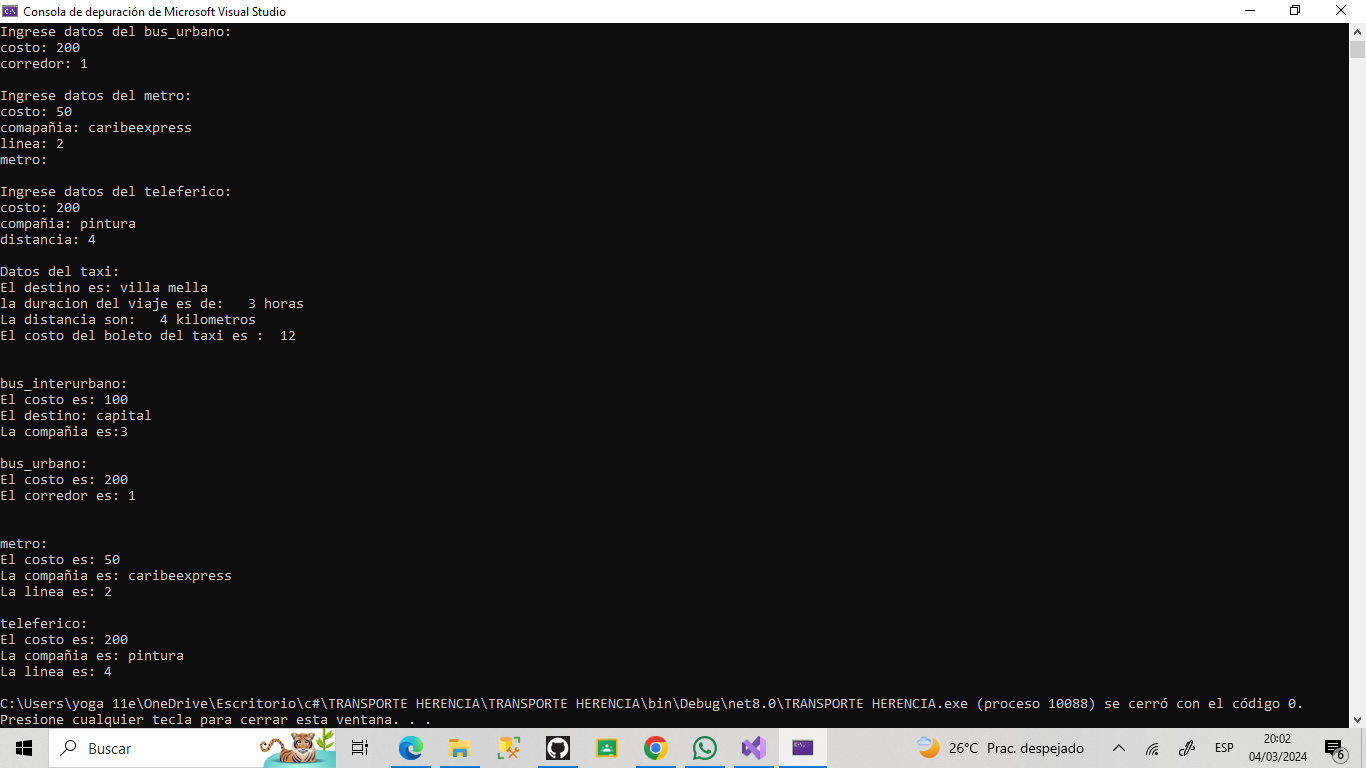 Consola de depuración de Microsoft Visual Studio
Ingrese datos del bus_urbano:
costo: 200
corredor: 1
Ingrese datos del metro:
costo: 50
comapañia: caribeexpress
linea: 2
metro:
Ingrese datos del teleferico:
costo: 200
compañia: pintura
distancia: 4
Datos del taxi:
El destino es: villa mella
la duracion del viaje es de:   3 horas
La distancia son:   4 kilometros
El costo del boleto del taxi es :  12
bus_interurbano:
El costo es: 100
El destino: capital
La compañia es:3
bus_urbano:
El costo es: 200
El corredor es: 1
metro:
El costo es: 50
La compañia es: caribeexpress
La linea es: 2
teleferico:
El costo es: 200
La compañia es: pintura
La linea es: 4
C:\Users\yoga 11e\OneDrive\Escritorio\c#\TRANSPORTE HERENCIA\TRANSPORTE HERENCIA\bin\Debug\net8.0\TRANSPORTE HERENCIA.exe (proceso 10088) se cerró con el código 0.
Presione cualquier tecla para cerrar esta ventana. . .
Buscar
26°C Prac. despejado
ESP
20:02
04/03/2024
6